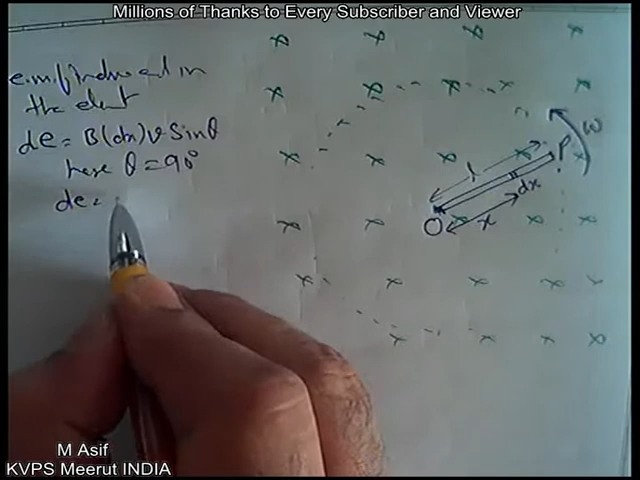 Millions of Thanks to Every Subscriber and Viewer
e.m.f induced in
the elent
de = B(dx)v Sinθ
here θ = 90°
de =
l
P
ω
dx
O
x
M Asif
KVPS Meerut INDIA